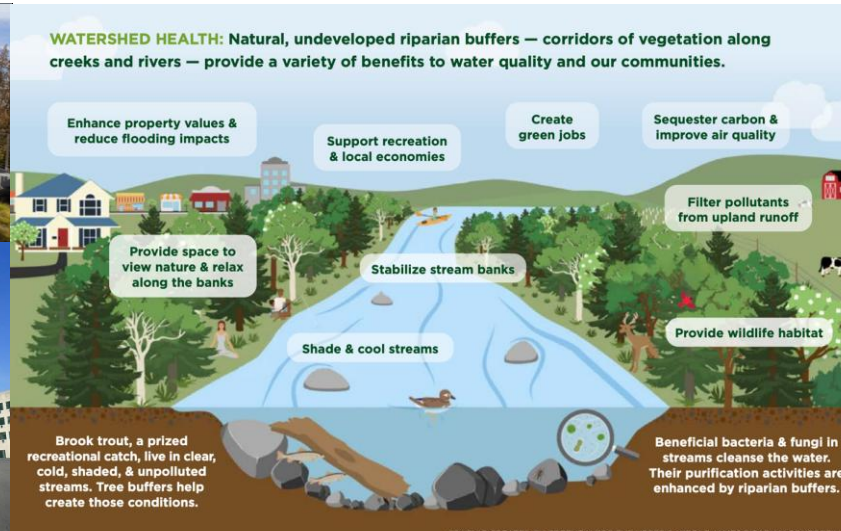 WATERSHED HEALTH: Natural, undeveloped riparian buffers — corridors of vegetation along
creeks and rivers — provide a variety of benefits to water quality and our communities.
Enhance property values &
reduce flooding impacts
Support recreation
& local economies
Create
green jobs
Sequester carbon &
improve air quality
Filter pollutants
from upland runoff
Provide space to
view nature & relax
along the banks
Stabilize stream banks
Shade & cool streams
Provide wildlife habitat
Brook trout, a prized
recreational catch, live in clear,
cold, shaded, & unpolluted
streams. Tree buffers help
create those conditions.
Beneficial bacteria & fungi in
streams cleanse the water.
Their purification activities are
enhanced by riparian buffers.